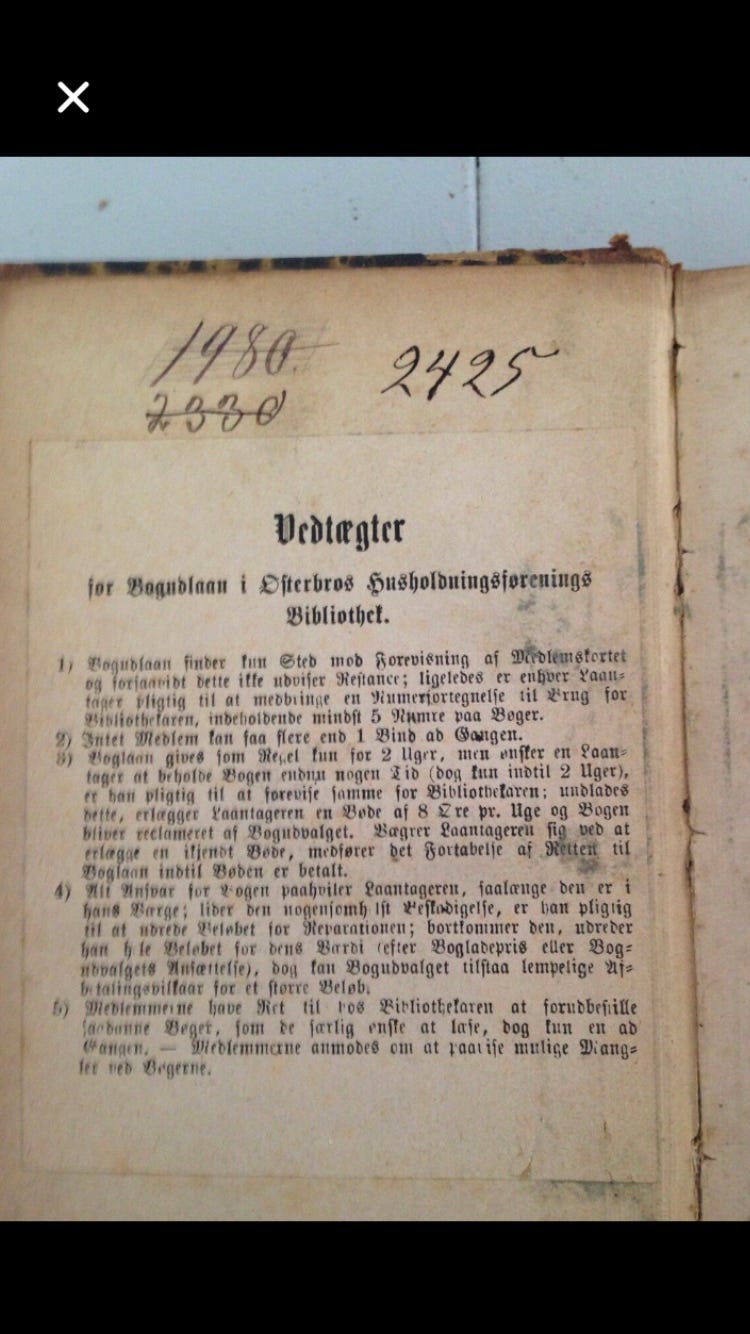 1980
2330
2425
Vedtægter
for Bogudlaan i Østerbros Husholdningsforenings
Bibliothek.
1) Bogudlaan finder kun Sted mod Forevisning af Medlemskortet
og forsaavidt dette ikke udviser Restance; ligeledes er enhver Laan-
tager pligtig til at medbringe en Numerfortegnelse til Brug for
Bibliothekaren, indeholdende mindst 5 Numre paa Bøger.
2) Intet Medlem kan faa flere end 1 Bind ad Gangen.
3) Boglaan gives som Regel kun for 2 Uger, men ønsker en Laan-
tager at beholde Bogen endnu nogen Tid (dog kun indtil 2 Uger),
er han pligtig til at forevise samme for Bibliothekaren; undlades
dette, erlægger Laantageren en Bøde af 8 Øre pr. Uge og Bogen
bliver reclameret af Bogudvalget. Vægrer Laantageren sig ved at
erlægge en ikjendt Bøde, medfører det Fortabelse af Retten til
Boglaan indtil Bøden er betalt.
4) Alt Ansvar for Bogen paahviler Laantageren, saalænge den er i
hans Værge; lider den nogensomhelst Beskadigelse, er han pligtig
til at udrede Beløbet for Reparationen; bortkommer den, udreder
han hele Beløbet for dens Værdi (efter Bogladepris eller Bog-
udvalgets Ansættelse), dog kan Bogudvalget tilstaa lempelige Af-
betalingsvilkaar for et større Beløb.
5) Medlemmerne have Ret til hos Bibliothekaren at forudbestille
saadanne Bøger, som de særlig ønske at læse, dog kun en ad
Gangen. — Medlemmerne anmodes om at paavise mulige Mang-
ler ved Bøgerne.